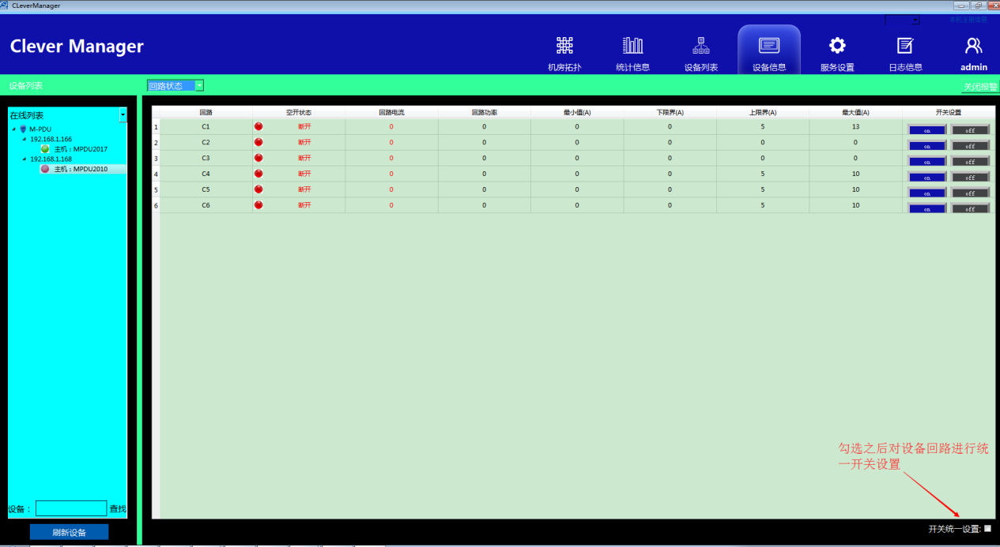 CLeverManager
本机注册信息
Clever Manager
机房拓扑 统计信息 设备列表 设备信息 服务设置 日志信息 admin
设备列表 回路状态 关闭报警
在线列表
M-PDU
192.168.1.166
主机：MPDU2017
192.168.1.168
主机：MPDU2010
回路 空开状态 回路电流 回路功率 最小值(A) 下限界(A) 上限界(A) 最大值(A) 开关设置
1 C1 断开 0 0 0 0 5 13 on off
2 C2 断开 0 0 0 0 0 0 on off
3 C3 断开 0 0 0 0 0 0 on off
4 C4 断开 0 0 0 0 5 10 on off
5 C5 断开 0 0 0 0 5 10 on off
6 C6 断开 0 0 0 0 5 10 on off
勾选之后对设备回路进行统
一开关设置
设备： 查找
刷新设备
开关统一设置: